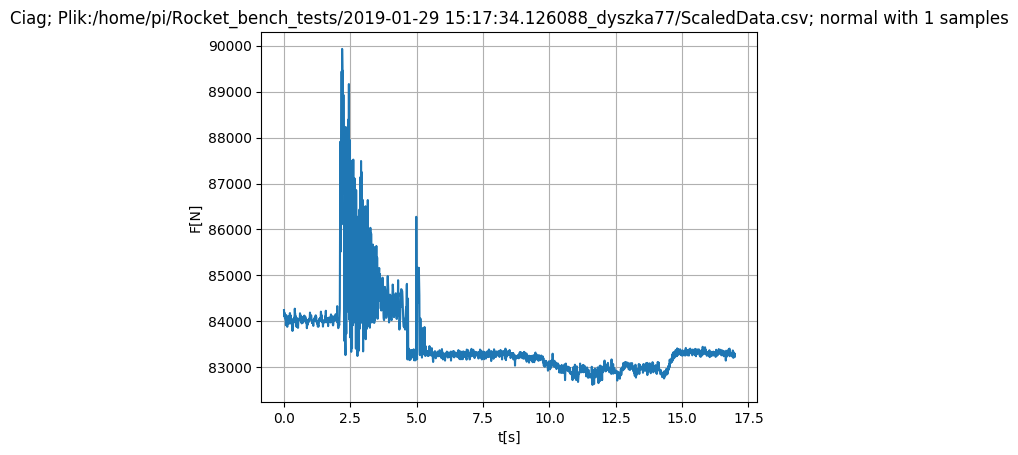 Ciag; Plik:/home/pi/Rocket_bench_tests/2019-01-29 15:17:34.126088_dyszka77/ScaledData.csv; normal with 1 samples
90000
89000
88000
87000
86000
85000
84000
83000
F[N]
0.0 2.5 5.0 7.5 10.0 12.5 15.0 17.5
t[s]